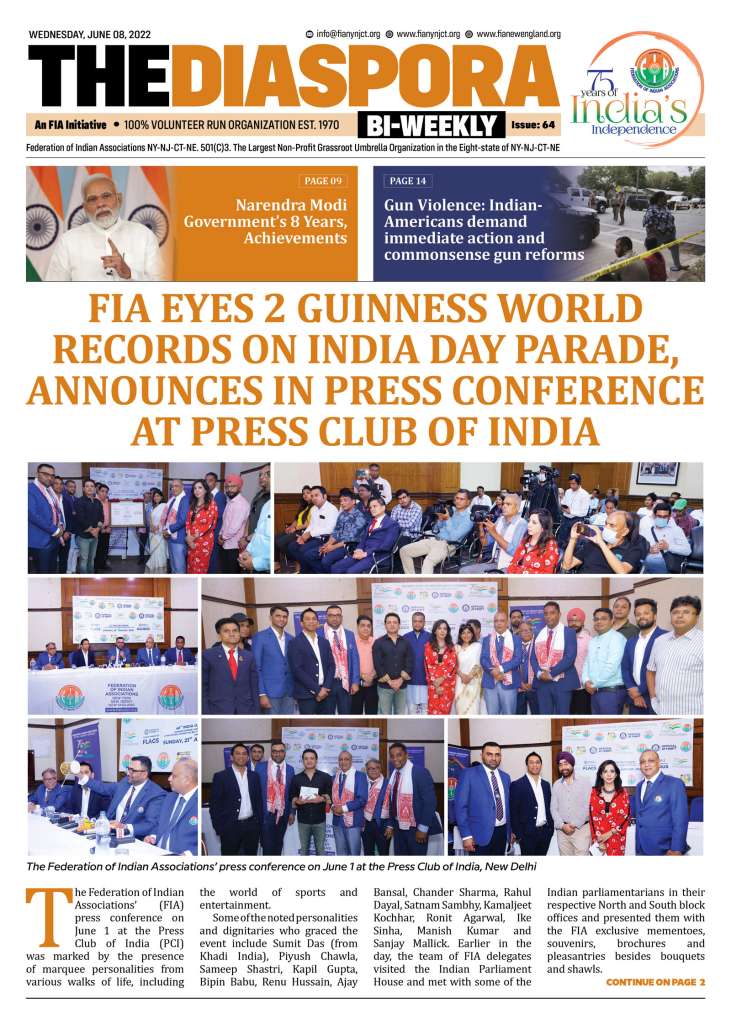 WEDNESDAY, JUNE 08, 2022
info@fianynjct.org www.fianynjct.org www.fianewengland.org
THEDIASPORA
An FIA Initiative • 100% VOLUNTEER RUN ORGANIZATION EST. 1970
BI-WEEKLY
Issue: 64
75
years of
India's
Independence
Federation of Indian Associations NY-NJ-CT-NE. 501(C)3. The Largest Non-Profit Grassroot Umbrella Organization in the Eight-state of NY-NJ-CT-NE
PAGE 09
Narendra Modi
Government's 8 Years,
Achievements
PAGE 14
Gun Violence: Indian-
Americans demand
immediate action and
commonsense gun reforms
FIA EYES 2 GUINNESS WORLD
RECORDS ON INDIA DAY PARADE,
ANNOUNCES IN PRESS CONFERENCE
AT PRESS CLUB OF INDIA
FEDERATION
OF INDIAN
ASSOCIATIONS
NEW YORK
NEW JERSEY
FLAGS
SUNDAY, 21
The Federation of Indian Associations' press conference on June 1 at the Press Club of India, New Delhi
The Federation of Indian
Associations' (FIA)
press conference on
June 1 at the Press
Club of India (PCI)
was marked by the presence
of marquee personalities from
various walks of life, including
the world of sports and
entertainment.
Some of the noted personalities
and dignitaries who graced the
event include Sumit Das (from
Khadi India), Piyush Chawla,
Sameep Shastri, Kapil Gupta,
Bipin Babu, Renu Hussain, Ajay
Bansal, Chander Sharma, Rahul
Dayal, Satnam Sambhy, Kamaljeet
Kochhar, Ronit Agarwal, Ike
Sinha, Manish Kumar and
Sanjay Mallick. Earlier in the
day, the team of FIA delegates
visited the Indian Parliament
House and met with some of the
Indian parliamentarians in their
respective North and South block
offices and presented them with
the FIA exclusive mementoes,
souvenirs, brochures and
pleasantries besides bouquets
and shawls.
CONTINUE ON PAGE 2